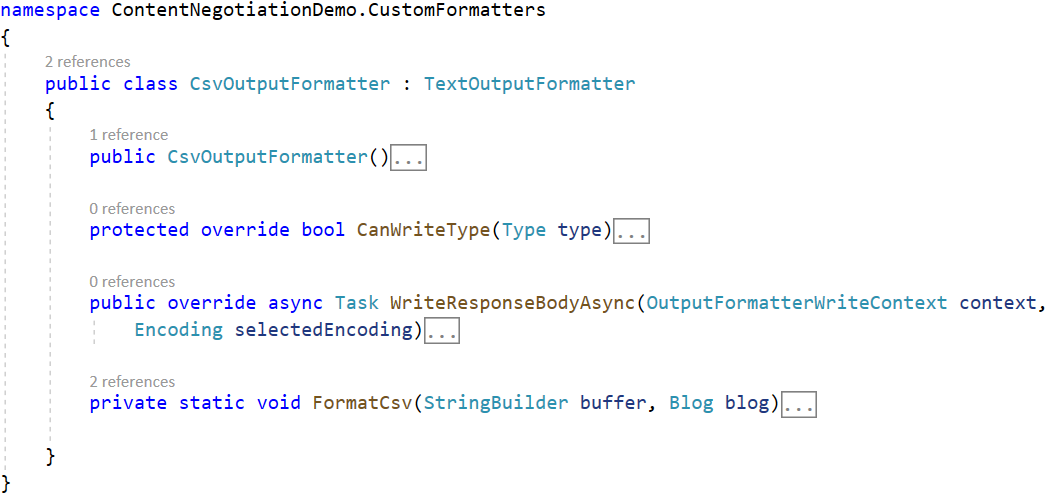 namespace ContentNegotiationDemo.CustomFormatters
{
2 references
public class CsvOutputFormatter : TextOutputFormatter
{
1 reference
public CsvOutputFormatter()...
0 references
protected override bool CanWriteType(Type type)...
0 references
public override async Task WriteResponseBodyAsync(OutputFormatterWriteContext context,
Encoding selectedEncoding)...
2 references
private static void FormatCsv(StringBuilder buffer, Blog blog)...
}
}